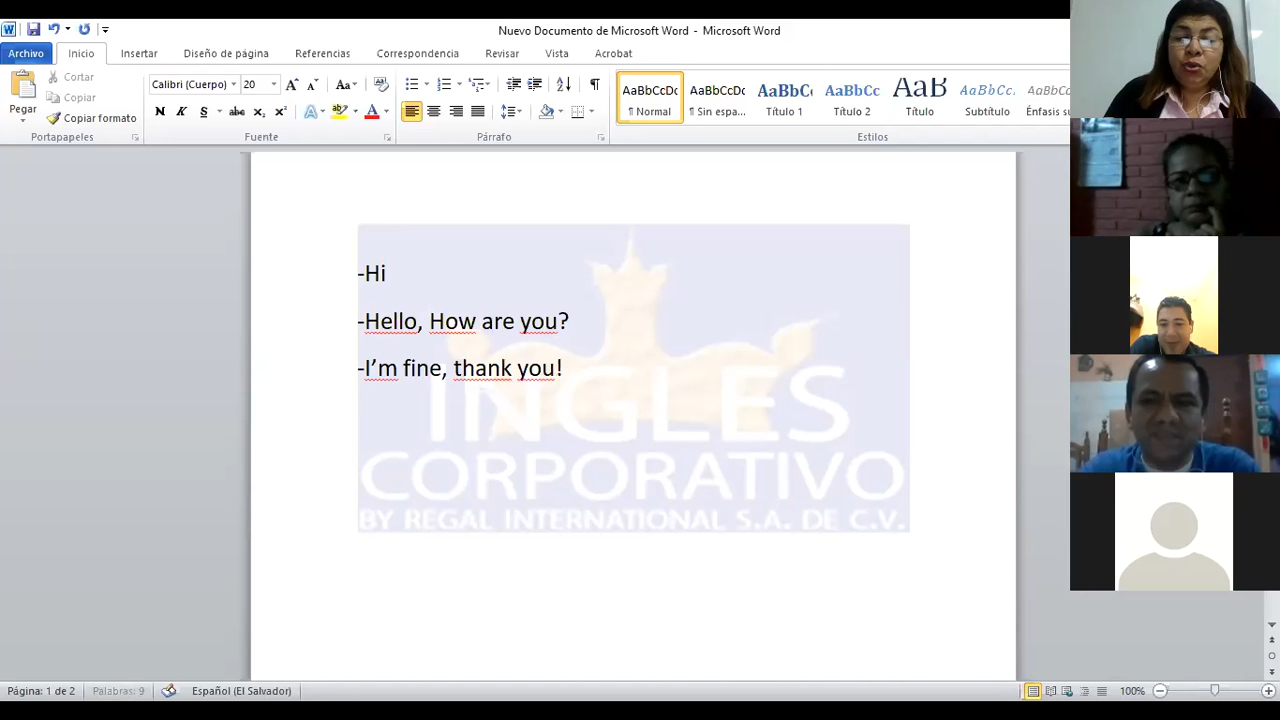 Nuevo Documento de Microsoft Word - Microsoft Word
Archivo Inicio Insertar Diseño de página Referencias Correspondencia Revisar Vista Acrobat
Pegar
Cortar
Copiar
Copiar formato
Portapapeles
Calibri (Cuerpo) 20
Fuente
Párrafo
AaBbCcDc AaBbCcDc AaBbCc AaBbCc AaB AaBbCc. AaBbCc
¶ Normal ¶ Sin espa... Título 1 Título 2 Título Subtítulo Énfasis su
Estilos
-Hi
-Hello, How are you?
-I’m fine, thank you!
INGLES
CORPORATIVO
BY REGAL INTERNATIONAL S.A. DE C.V.
Página: 1 de 2 Palabras: 9 Español (El Salvador) 100%